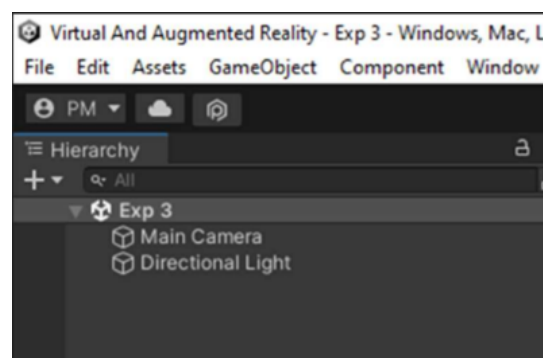 Virtual And Augmented Reality - Exp 3 - Windows, Mac, L
File Edit Assets GameObject Component Window
PM
Hierarchy
All
Exp 3
Main Camera
Directional Light